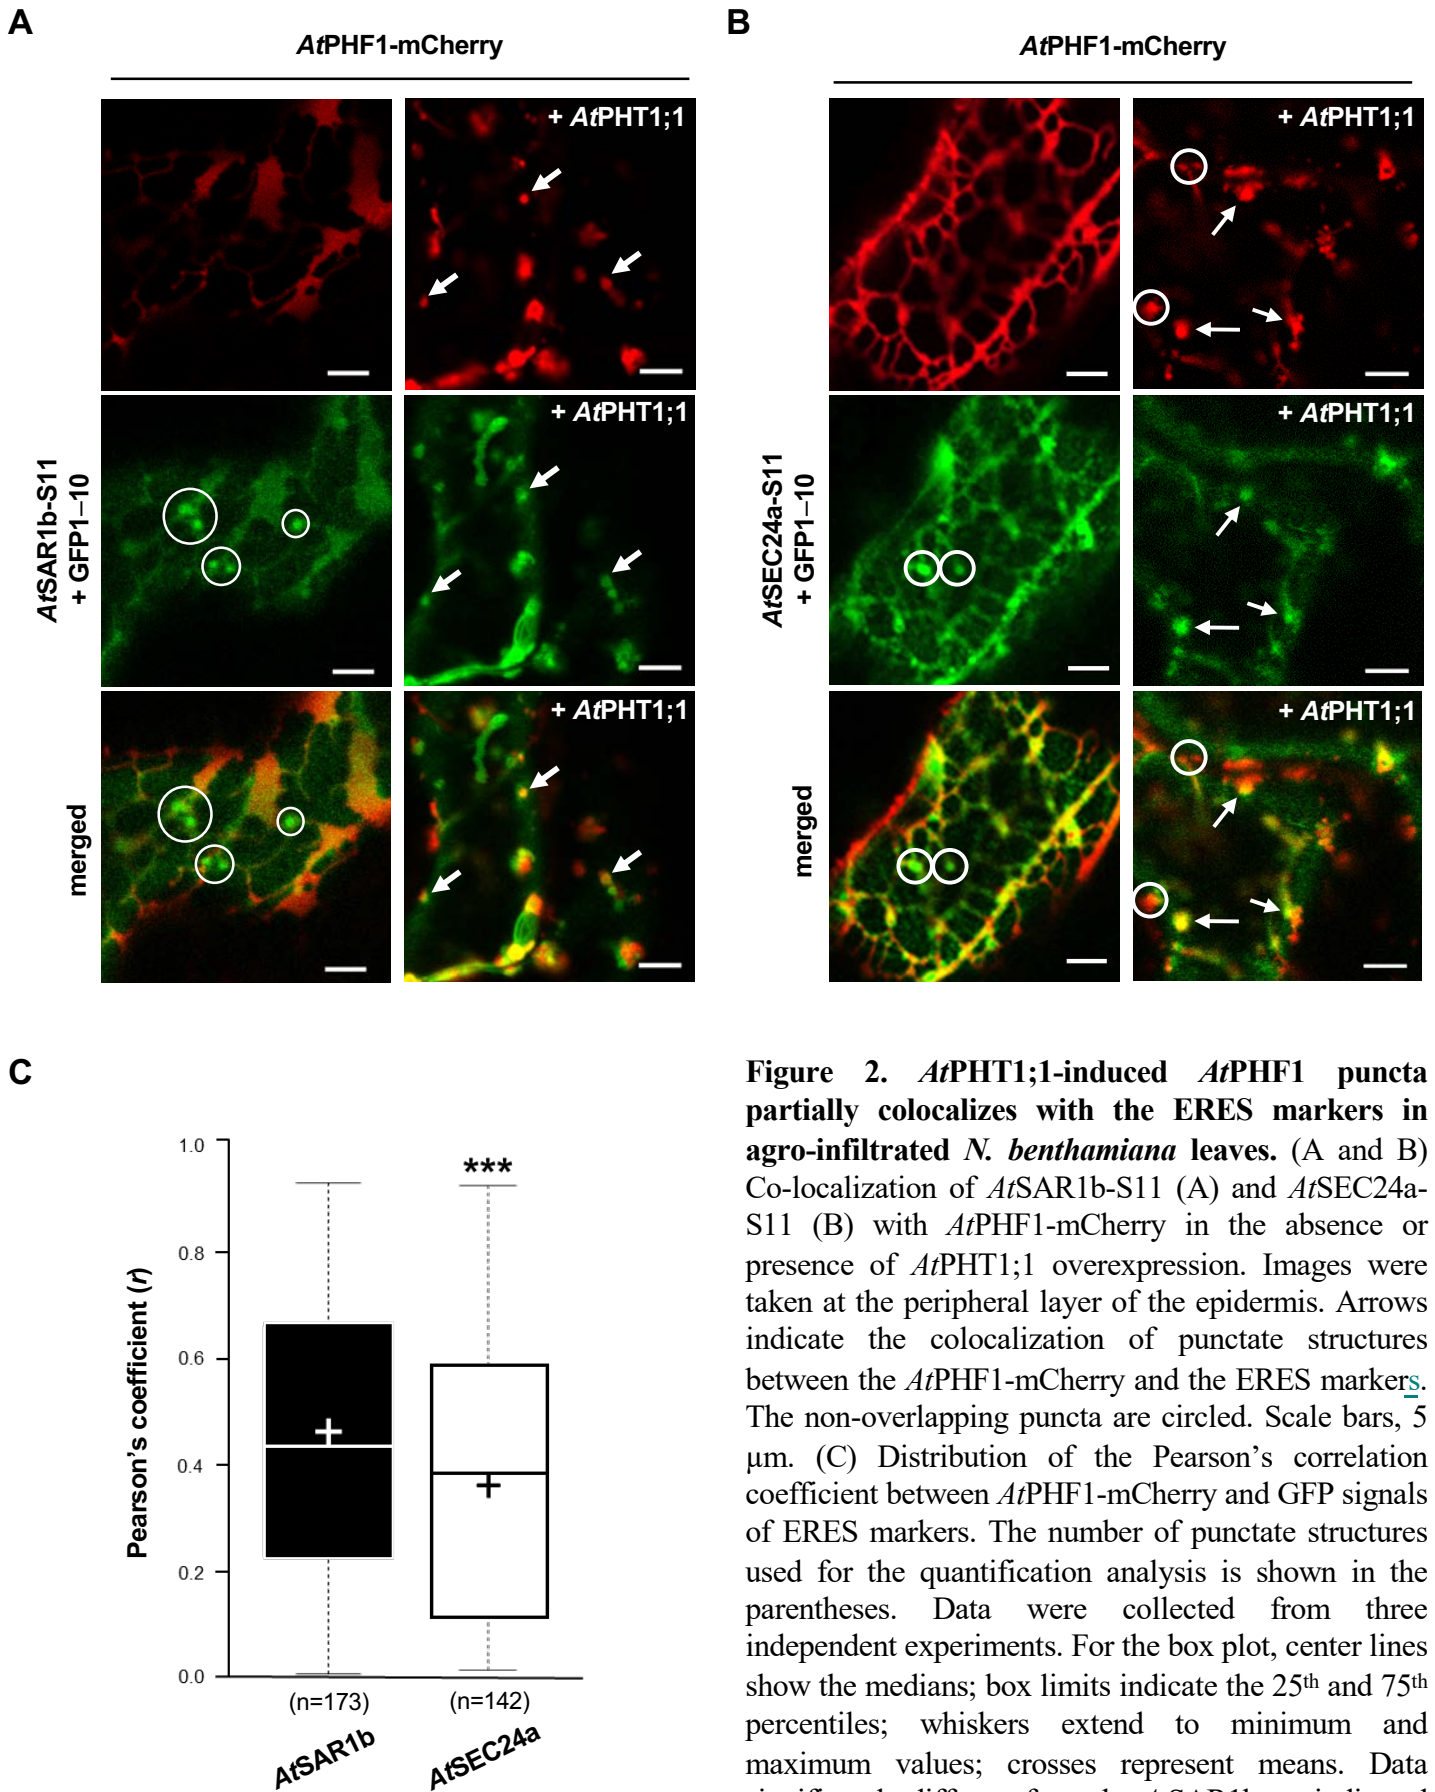 A
AtPHF1-mCherry
B
AtPHF1-mCherry
+ AtPHT1;1
+ AtPHT1;1
AtSAR1b-S11
+ GFP1–10
+ AtPHT1;1
AtSEC24a-S11
+ GFP1–10
+ AtPHT1;1
merged
+ AtPHT1;1
merged
+ AtPHT1;1
C
Pearson's coefficient (r)
1.0
0.8
0.6
0.4
0.2
0.0
***
(n=173)
(n=142)
AtSAR1b
AtSEC24a
Figure 2. AtPHT1;1-induced AtPHF1 puncta
partially colocalizes with the ERES markers in
agro-infiltrated N. benthamiana leaves. (A and B)
Co-localization of AtSAR1b-S11 (A) and AtSEC24a-
S11 (B) with AtPHF1-mCherry in the absence or
presence of AtPHT1;1 overexpression. Images were
taken at the peripheral layer of the epidermis. Arrows
indicate the colocalization of punctate structures
between the AtPHF1-mCherry and the ERES markers.
The non-overlapping puncta are circled. Scale bars, 5
µm. (C) Distribution of the Pearson's correlation
coefficient between AtPHF1-mCherry and GFP signals
of ERES markers. The number of punctate structures
used for the quantification analysis is shown in the
parentheses. Data were collected from three
independent experiments. For the box plot, center lines
show the medians; box limits indicate the 25th and 75th
percentiles; whiskers extend to minimum and
maximum values; crosses represent means. Data